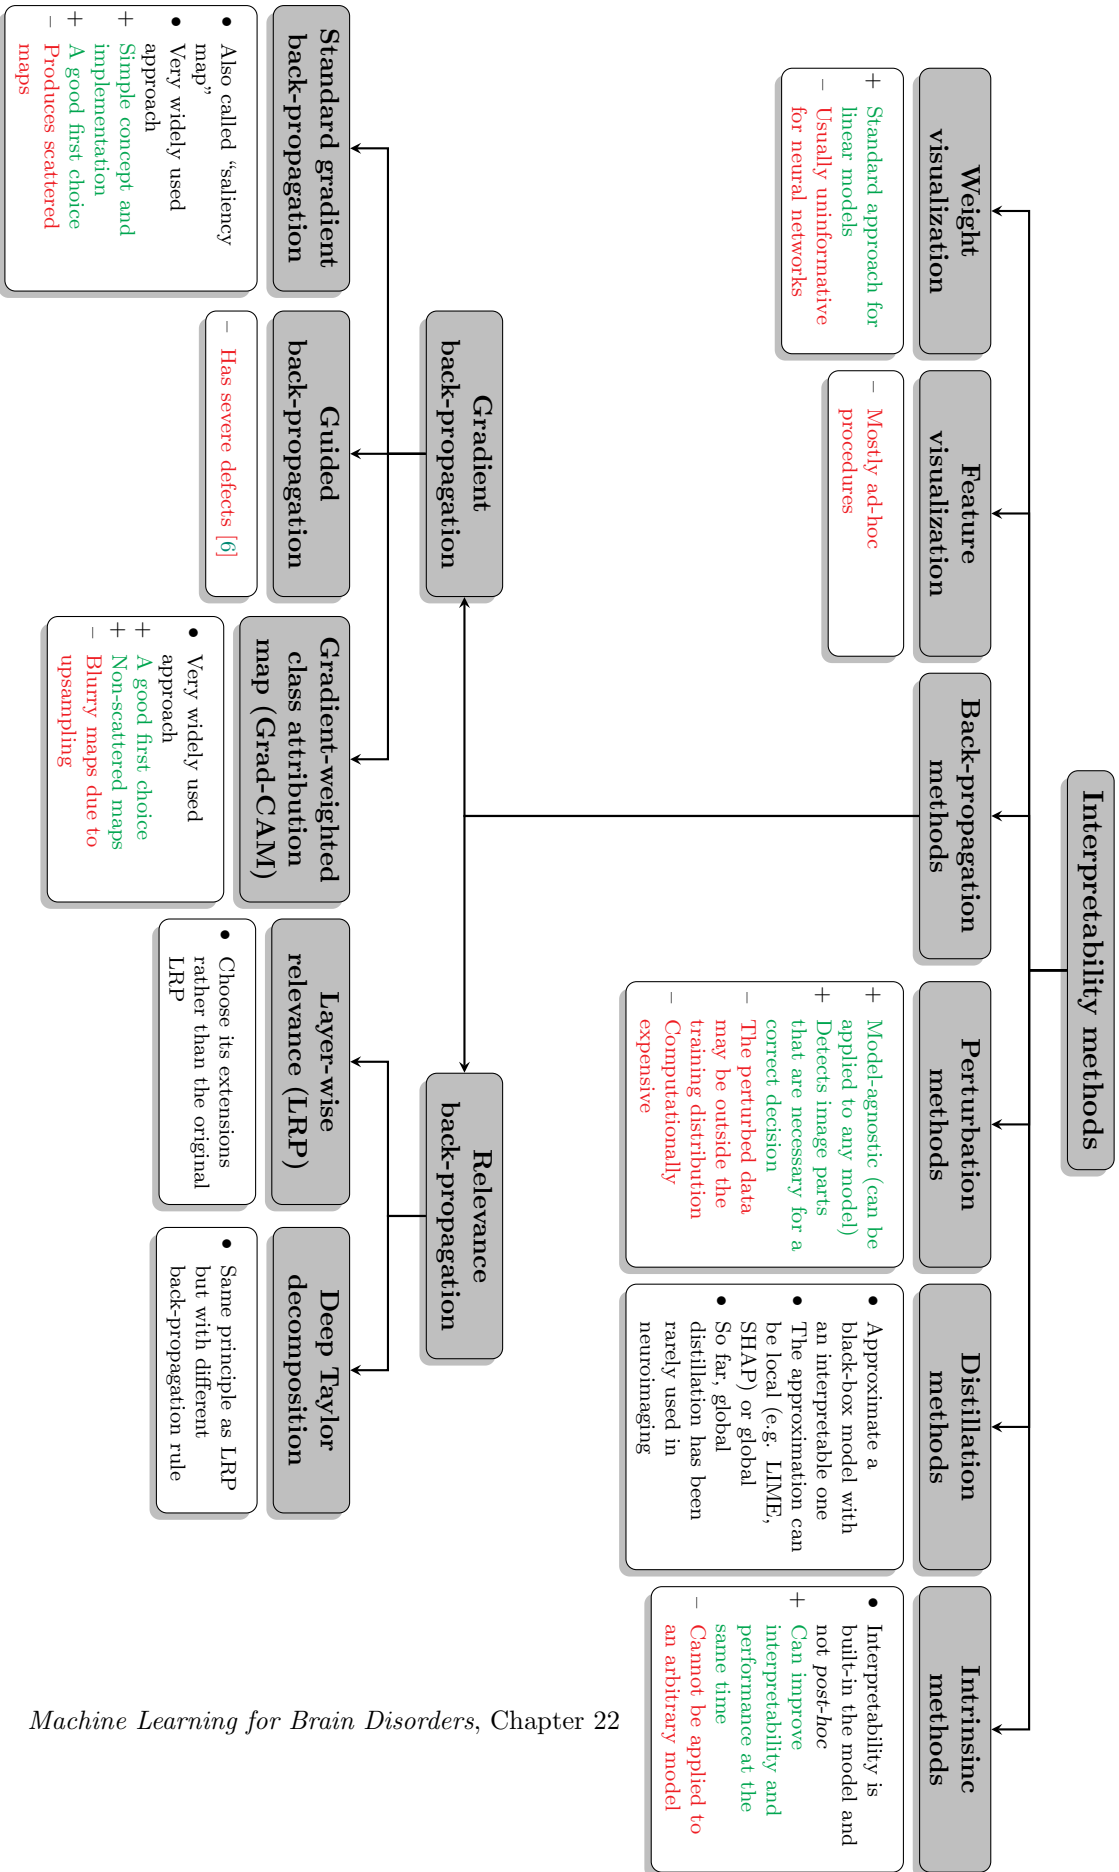 Interpretability methods
Weight
visualization
+ Standard approach for
linear models
– Usually uninformative
for neural networks
Feature
visualization
– Mostly ad-hoc
procedures
Back-propagation
methods
Perturbation
methods
+ Model-agnostic (can be
applied to any model)
+ Detects image parts
that are necessary for a
correct decision
– The perturbed data
may be outside the
training distribution
– Computationally
expensive
Distillation
methods
• Approximate a
black-box model with
an interpretable one
• The approximation can
be local (e.g. LIME,
SHAP) or global
• So far, global
distillation has been
rarely used in
neuroimaging
Intrinsinc
methods
• Interpretability is
built-in the model and
not post-hoc
+ Can improve
interpretability and
performance at the
same time
– Cannot be applied to
an arbitrary model
Gradient
back-propagation
Relevance
back-propagation
Standard gradient
back-propagation
• Also called “saliency
map”
• Very widely used
approach
+ Simple concept and
implementation
+ A good first choice
– Produces scattered
maps
Guided
back-propagation
– Has severe defects [6]
Gradient-weighted
class attribution
map (Grad-CAM)
• Very widely used
approach
+ A good first choice
+ Non-scattered maps
– Blurry maps due to
upsampling
Layer-wise
relevance (LRP)
• Choose its extensions
rather than the original
LRP
Deep Taylor
decomposition
• Same principle as LRP
but with different
back-propagation rule
Machine Learning for Brain Disorders, Chapter 22